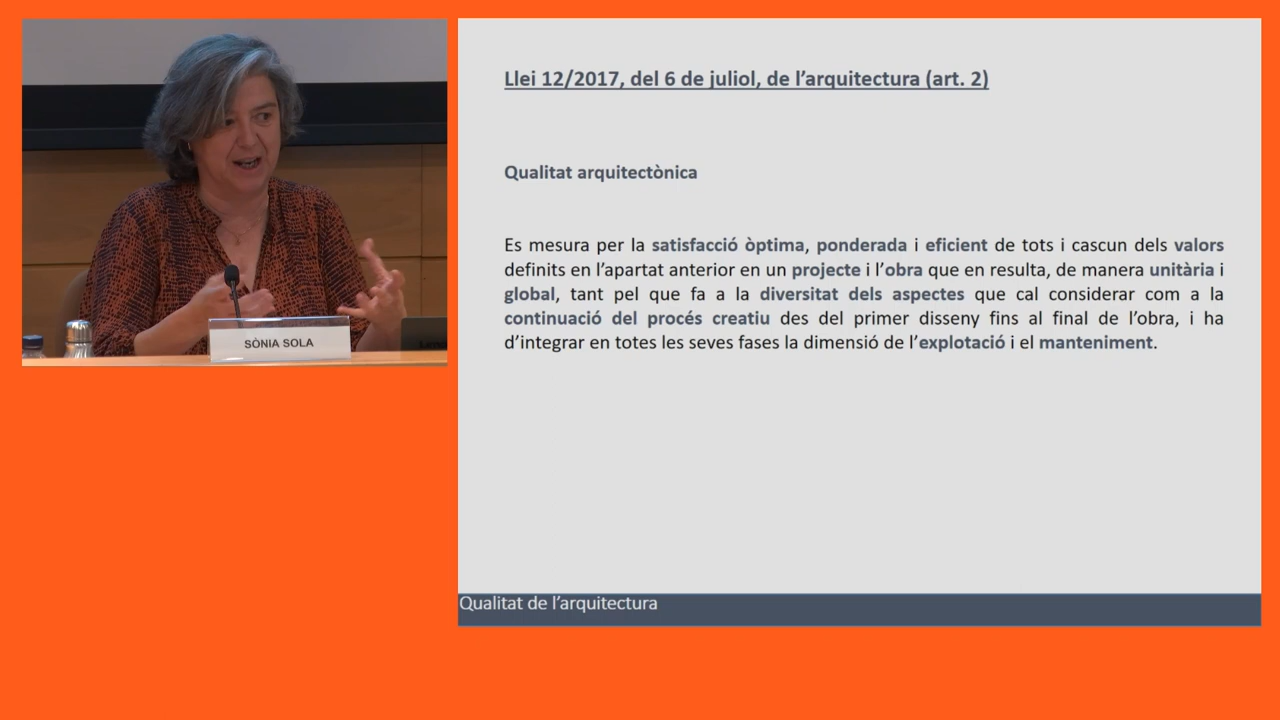 Llei 12/2017, del 6 de juliol, de l’arquitectura (art. 2)
Qualitat arquitectònica
Es mesura per la satisfacció òptima, ponderada i eficient de tots i cascun dels valors
definits en l’apartat anterior en un projecte i l’obra que en resulta, de manera unitària i
global, tant pel que fa a la diversitat dels aspectes que cal considerar com a la
continuació del procés creatiu des del primer disseny fins al final de l’obra, i ha
d’integrar en totes les seves fases la dimensió de l’explotació i el manteniment.
Qualitat de l’arquitectura
SÒNIA SOLA